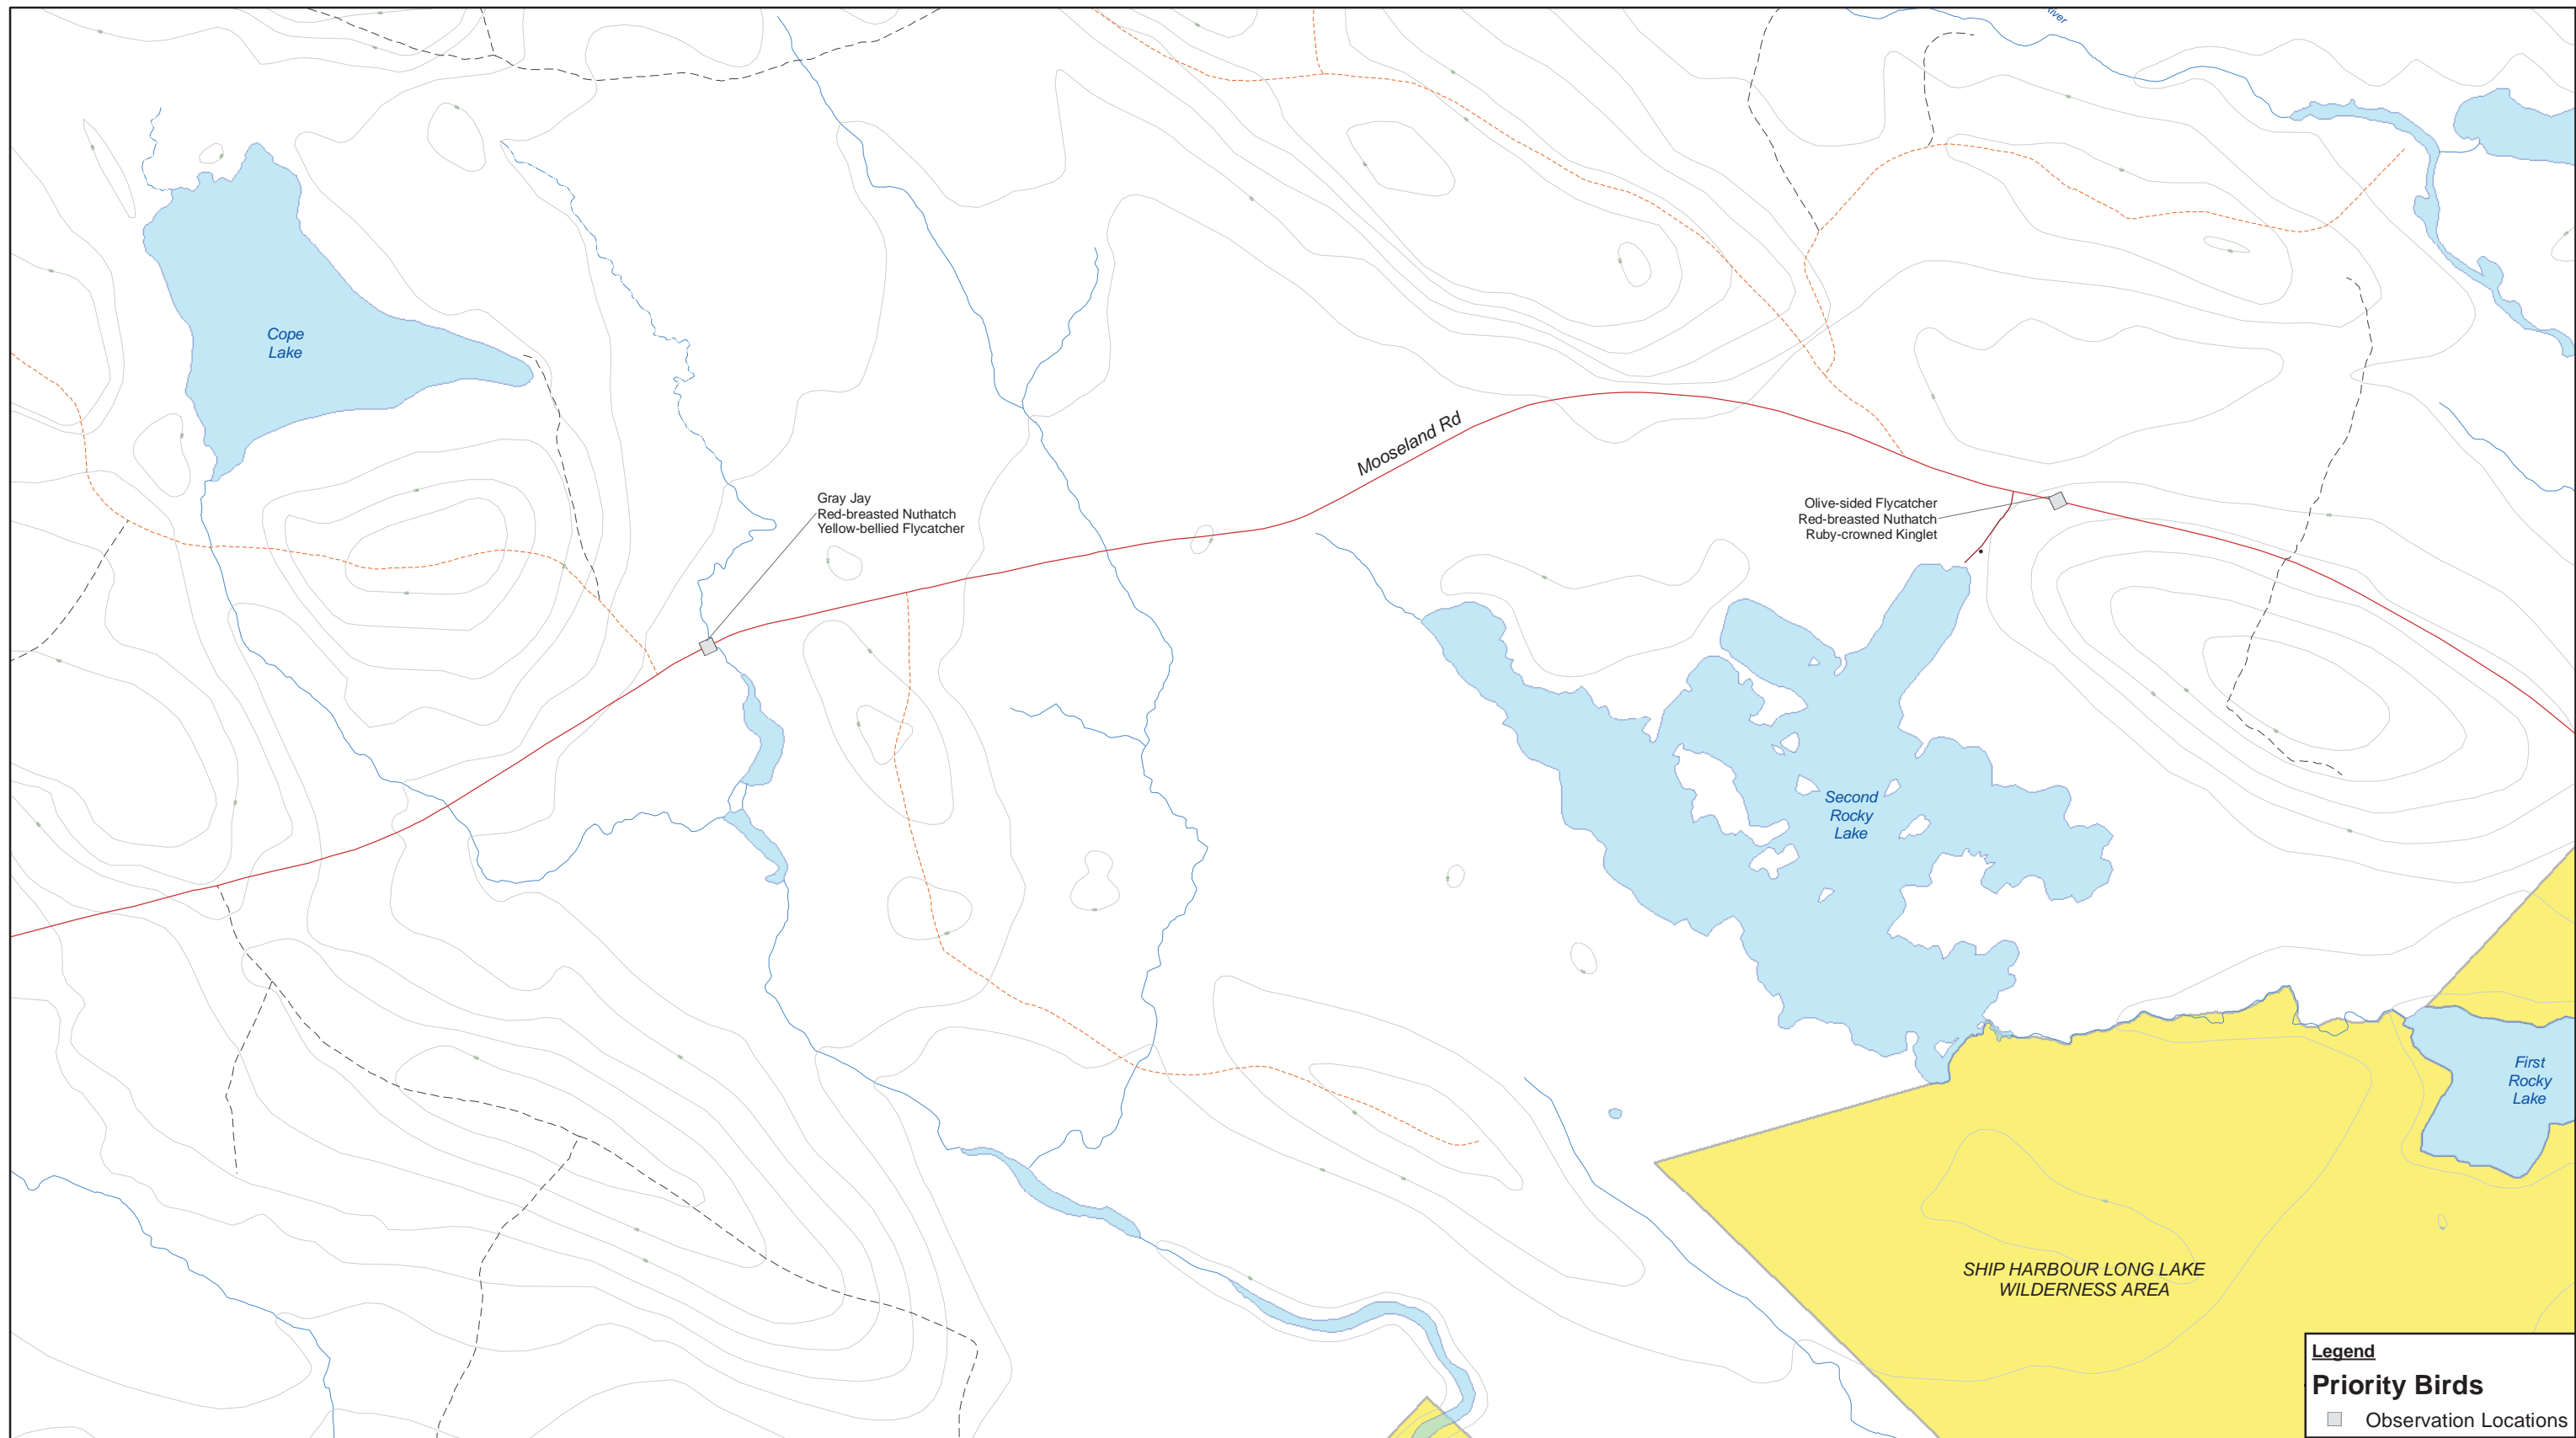 River
Cope
Lake
Mooseland Rd
Gray Jay
Red-breasted Nuthatch
Yellow-bellied Flycatcher
Olive-sided Flycatcher
Red-breasted Nuthatch
Ruby-crowned Kinglet
Second
Rocky
Lake
First
Rocky
Lake
SHIP HARBOUR LONG LAKE
WILDERNESS AREA
Legend
Priority Birds
Observation Locations